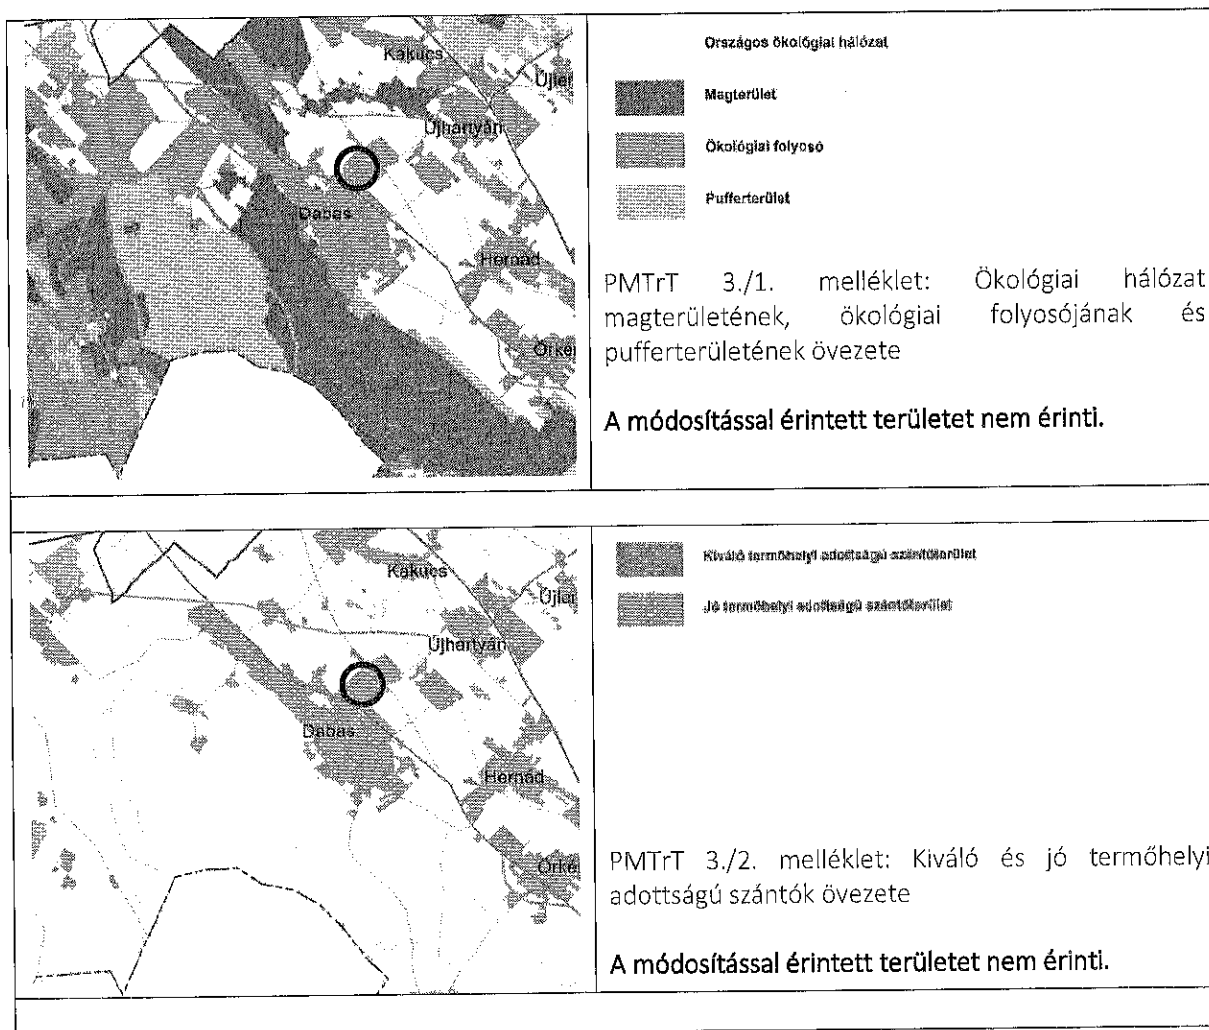 Kakucs
Újhartyán
Dabas
Hernád
Országos ökológiai hálózat
Magterület
Ökológiai folyosó
Pufferterület
PMTrT 3./1. melléklet: Ökológiai hálózat
magterületének, ökológiai folyosójának és
pufferterületének övezete
A módosítással érintett területet nem érinti.
Kakucs
Újhartyán
Dabas
Hernád
Kiváló termőhelyi adottságú szántóterület
Jó termőhelyi adottságú szántóterület
PMTrT 3./2. melléklet: Kiváló és jó termőhelyi
adottságú szántók övezete
A módosítással érintett területet nem érinti.